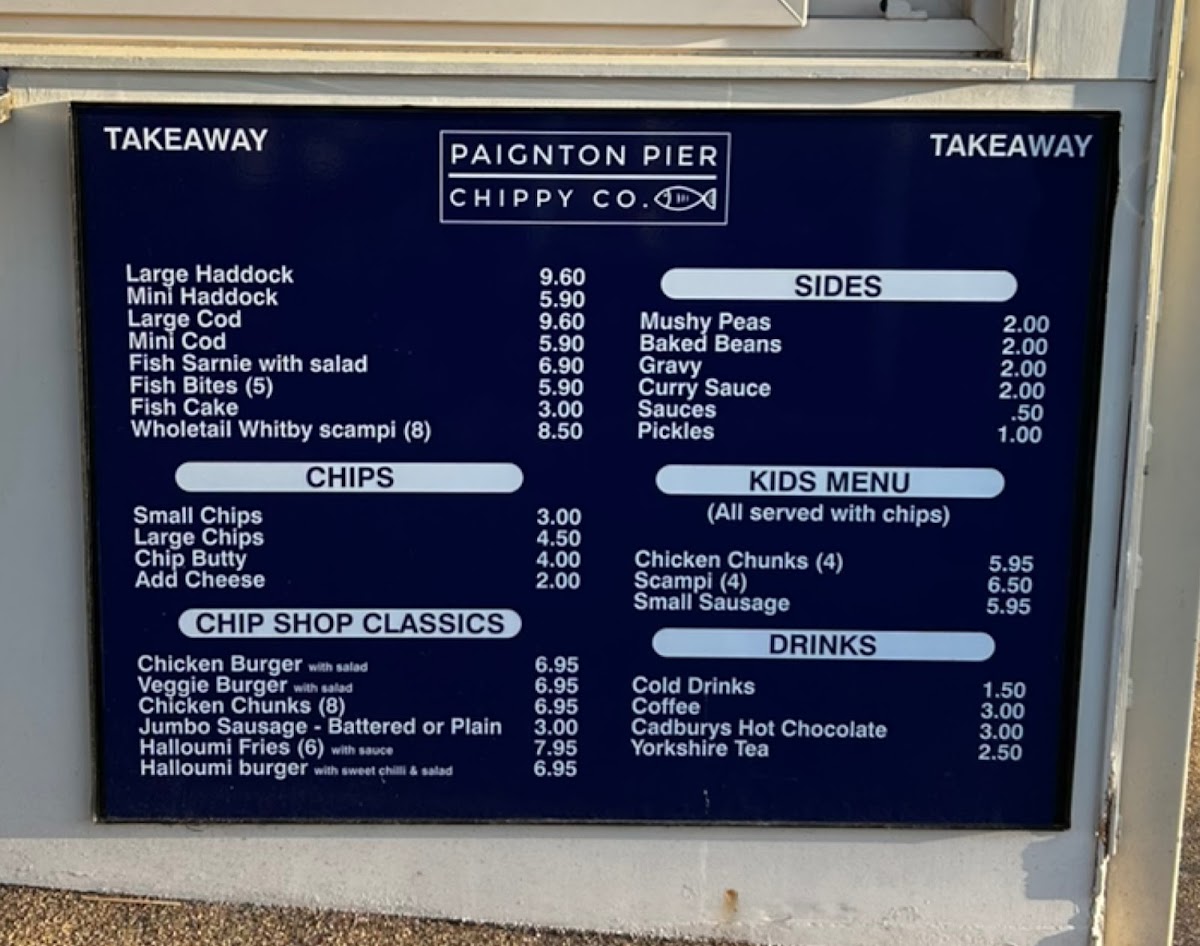 TAKEAWAY
PAIGNTON PIER
CHIPPY CO.
TAKEAWAY
Large Haddock 9.60
Mini Haddock 5.90
Large Cod 9.60
Mini Cod 5.90
Fish Sarnie with salad 6.90
Fish Bites (5) 5.90
Fish Cake 3.00
Wholetail Whitby scampi (8) 8.50
CHIPS
Small Chips 3.00
Large Chips 4.50
Chip Butty 4.00
Add Cheese 2.00
CHIP SHOP CLASSICS
Chicken Burger with salad 6.95
Veggie Burger with salad 6.95
Chicken Chunks (8) 6.95
Jumbo Sausage - Battered or Plain 3.00
Halloumi Fries (6) with sauce 7.95
Halloumi burger with sweet chilli & salad 6.95
SIDES
Mushy Peas 2.00
Baked Beans 2.00
Gravy 2.00
Curry Sauce 2.00
Sauces .50
Pickles 1.00
KIDS MENU
(All served with chips)
Chicken Chunks (4) 5.95
Scampi (4) 6.50
Small Sausage 5.95
DRINKS
Cold Drinks 1.50
Coffee 3.00
Cadburys Hot Chocolate 3.00
Yorkshire Tea 2.50